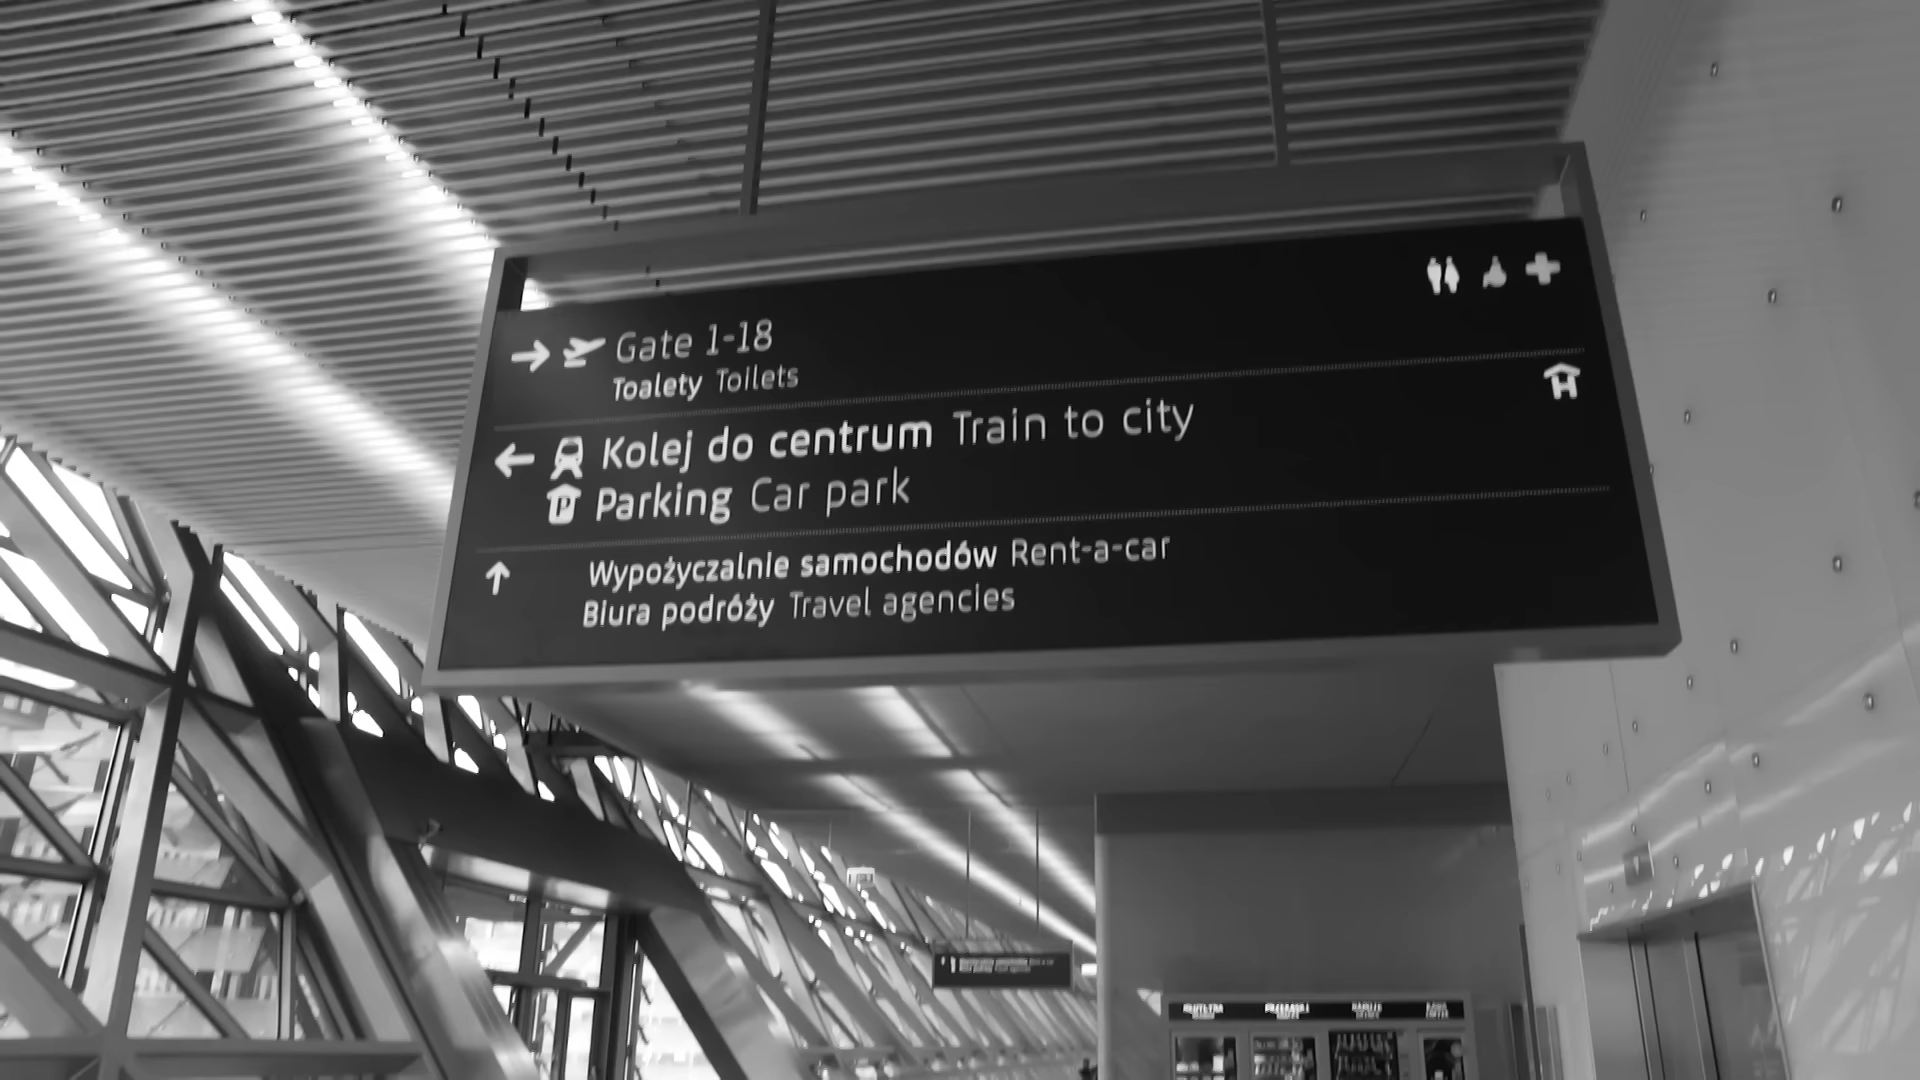 Gate 1-18
Toalety Toilets
Kolej do centrum Train to city
P Parking Car park
Wypożyczalnie samochodów Rent-a-car
Biura podróży Travel agencies
H